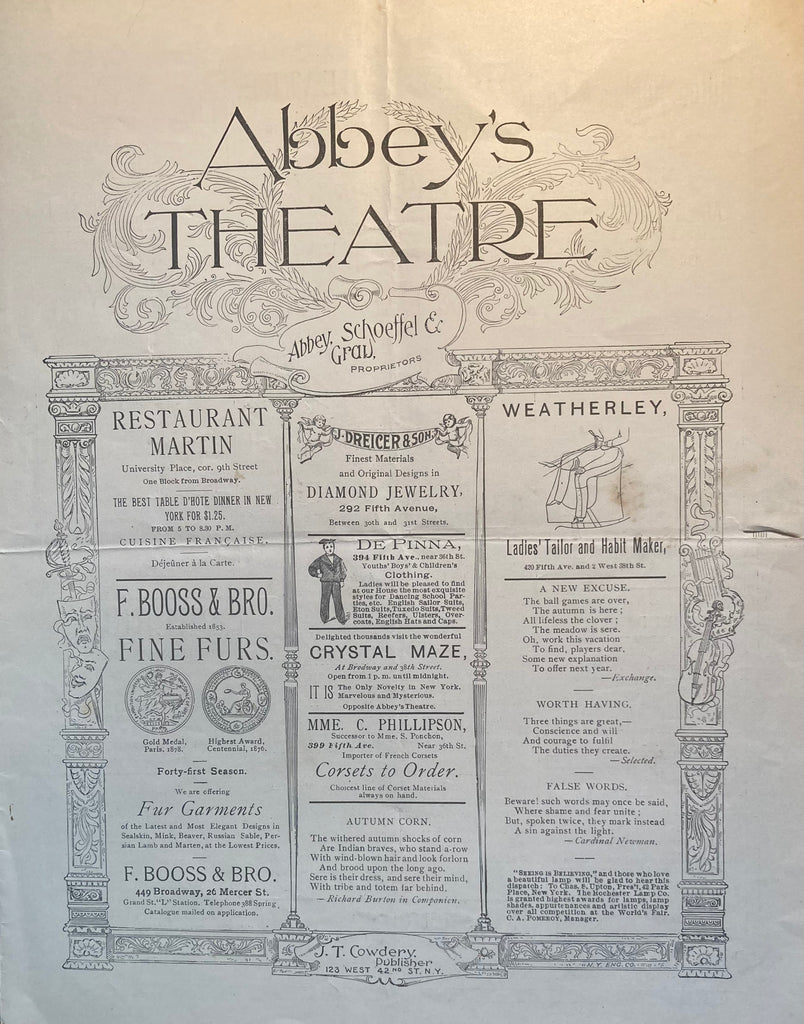 Abbey's
THEATRE
Abbey, Schoeffel &
Grau,
PROPRIETORS
RESTAURANT
MARTIN
University Place, cor. 9th Street
One Block from Broadway.
THE BEST TABLE D'HOTE DINNER IN NEW
YORK FOR $1.25.
FROM 5 TO 8.30 P. M.
CUISINE FRANÇAISE.
Déjeûner à la Carte.
F. BOOSS & BRO.
Established 1853.
FINE FURS.
Gold Medal,
Paris, 1878.
Highest Award,
Centennial, 1876.
Forty-first Season.
We are offering
Fur Garments
of the Latest and Most Elegant Designs in
Sealskin, Mink, Beaver, Russian Sable, Per-
sian Lamb and Marten, at the Lowest Prices.
F. BOOSS & BRO.
449 Broadway, 26 Mercer St.
Grand St. "L" Station. Telephone 388 Spring
Catalogue mailed on application.
J. DREICER & SON,
Finest Materials
and Original Designs in
DIAMOND JEWELRY,
292 Fifth Avenue,
Between 30th and 31st Streets.
DE PINNA,
394 Fifth Ave., near 36th St.
Youths' Boys' & Children's
Clothing.
Ladies will be pleased to find
at our House the most exquisite
styles for Dancing School Par-
ties, etc. English Sailor Suits,
Eton Suits, Tuxedo Suits, Tweed
Suits, Reefers, Ulsters, Over-
coats, English Hats and Caps.
Delighted thousands visit the wonderful
CRYSTAL MAZE,
At Brodway and 38th Street.
Open from 1 p. m. until midnight.
IT IS The Only Novelty in New York.
Marvelous and Mysterious.
Opposite Abbey's Theatre.
MME. C. PHILLIPSON,
Successor to Mme. S. Ponchon,
399 Fifth Ave. Near 36th St.
Importer of French Corsets
Corsets to Order.
Choicest line of Corset Materials
always on hand.
AUTUMN CORN.
The withered autumn shocks of corn
Are Indian braves, who stand a-row
With wind-blown hair and look forlorn
And brood upon the long ago.
Sere is their dress, and sere their mind,
With tribe and totem far behind.
— Richard Burton in Companion.
WEATHERLEY,
Ladies' Tailor and Habit Maker,
420 Fifth Ave. and 2 West 38th St.
A NEW EXCUSE.
The ball games are over,
The autumn is here;
All lifeless the clover;
The meadow is sere.
Oh, work this vacation
To find, players dear,
Some new explanation
To offer next year.
—Exchange.
WORTH HAVING.
Three things are great,—
Conscience and will
And courage to fulfil
The duties they create.
—Selected.
FALSE WORDS.
Beware! such words may once be said,
Where shame and fear unite;
But, spoken twice, they mark instead
A sin against the light.
— Cardinal Newman.
"SEEING IS BELIEVING," and those who love
a beautiful lamp will be glad to hear this
dispatch: To Chas. S. Upton, Pres't, 42 Park
Place, New York. The Rochester Lamp Co.
is granted highest awards for lamps, lamp
shades, appurtenances and artistic display
over all competition at the World's Fair.
C. A. POMEROY, Manager.
J. T. Cowdery,
Publisher
123 WEST 42ND ST. N.Y.
N.Y. ENG. CO.